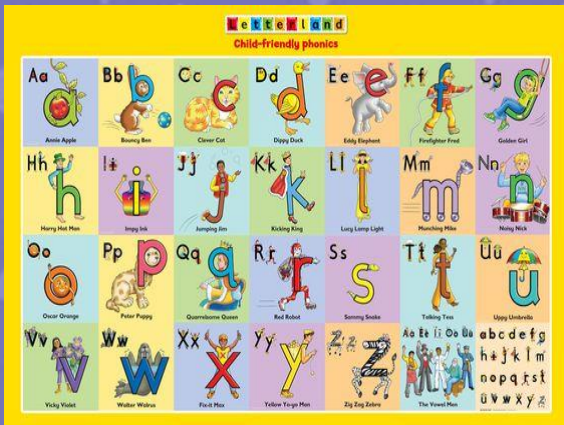 Letterland
Child-friendly phonics
Aa Bb Cc Dd Ee Ff Gg
Annie Apple Bouncy Ben Clever Cat Dippy Duck Eddy Elephant Firefighter Fred Golden Girl
Hh Ii Jj Kk Ll Mm Nn
Harry Hat Man Impy Ink Jumping Jim Kicking King Lucy Lamp Light Munching Mike Noisy Nick
Oo Pp Qq Rr Ss Tt Uu
Oscar Orange Peter Puppy Quarrelsome Queen Red Robot Sammy Snake Talking Tess Uppy Umbrella
Vv Ww Xx Yy Zz Aa Ee Ii Oo Uu
Vicky Violet Walter Walrus Fix-it Max Yellow Yo-yo Man Zig Zag Zebra The Vowel Men
a b c d e f g
h i j k l m
n o p q r s t
u v w x y z